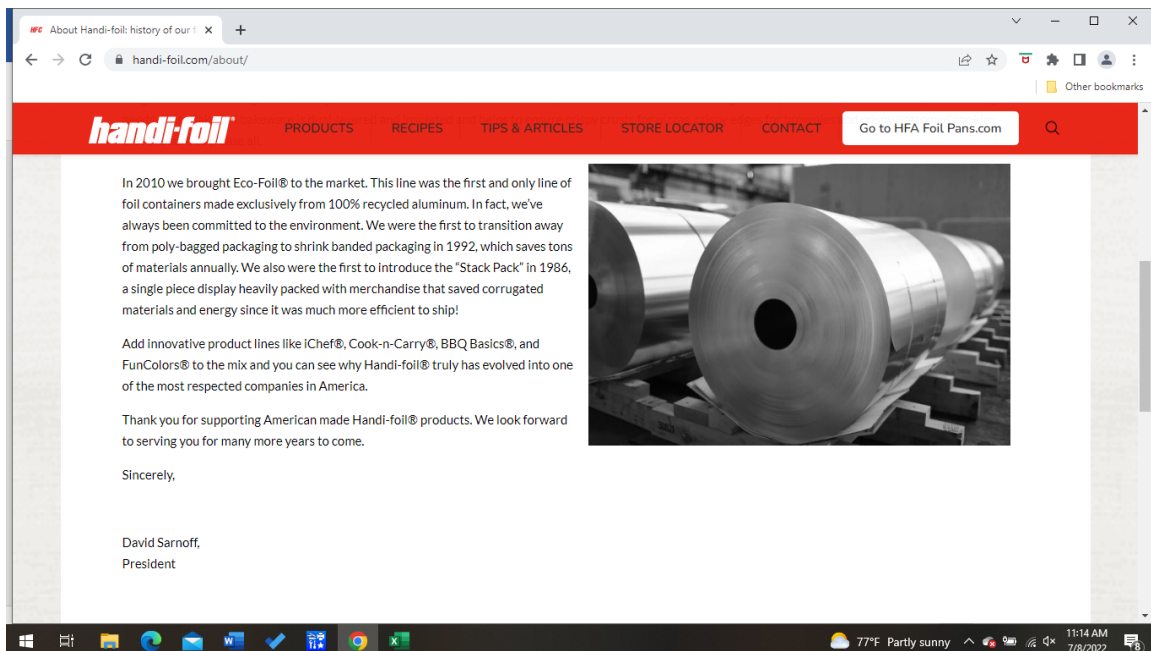 HFC About Handi-foil: history of our f
handi-foil.com/about/
Other bookmarks
handi-foil®
PRODUCTS RECIPES TIPS & ARTICLES STORE LOCATOR CONTACT Go to HFA Foil Pans.com
In 2010 we brought Eco-Foil® to the market. This line was the first and only line of
foil containers made exclusively from 100% recycled aluminum. In fact, we've
always been committed to the environment. We were the first to transition away
from poly-bagged packaging to shrink banded packaging in 1992, which saves tons
of materials annually. We also were the first to introduce the “Stack Pack” in 1986,
a single piece display heavily packed with merchandise that saved corrugated
materials and energy since it was much more efficient to ship!
Add innovative product lines like iChef®, Cook-n-Carry®, BBQ Basics®, and
FunColors® to the mix and you can see why Handi-foil® truly has evolved into one
of the most respected companies in America.
Thank you for supporting American made Handi-foil® products. We look forward
to serving you for many more years to come.
Sincerely,
David Sarnoff,
President
77°F Partly sunny
11:14 AM
7/8/2022
8